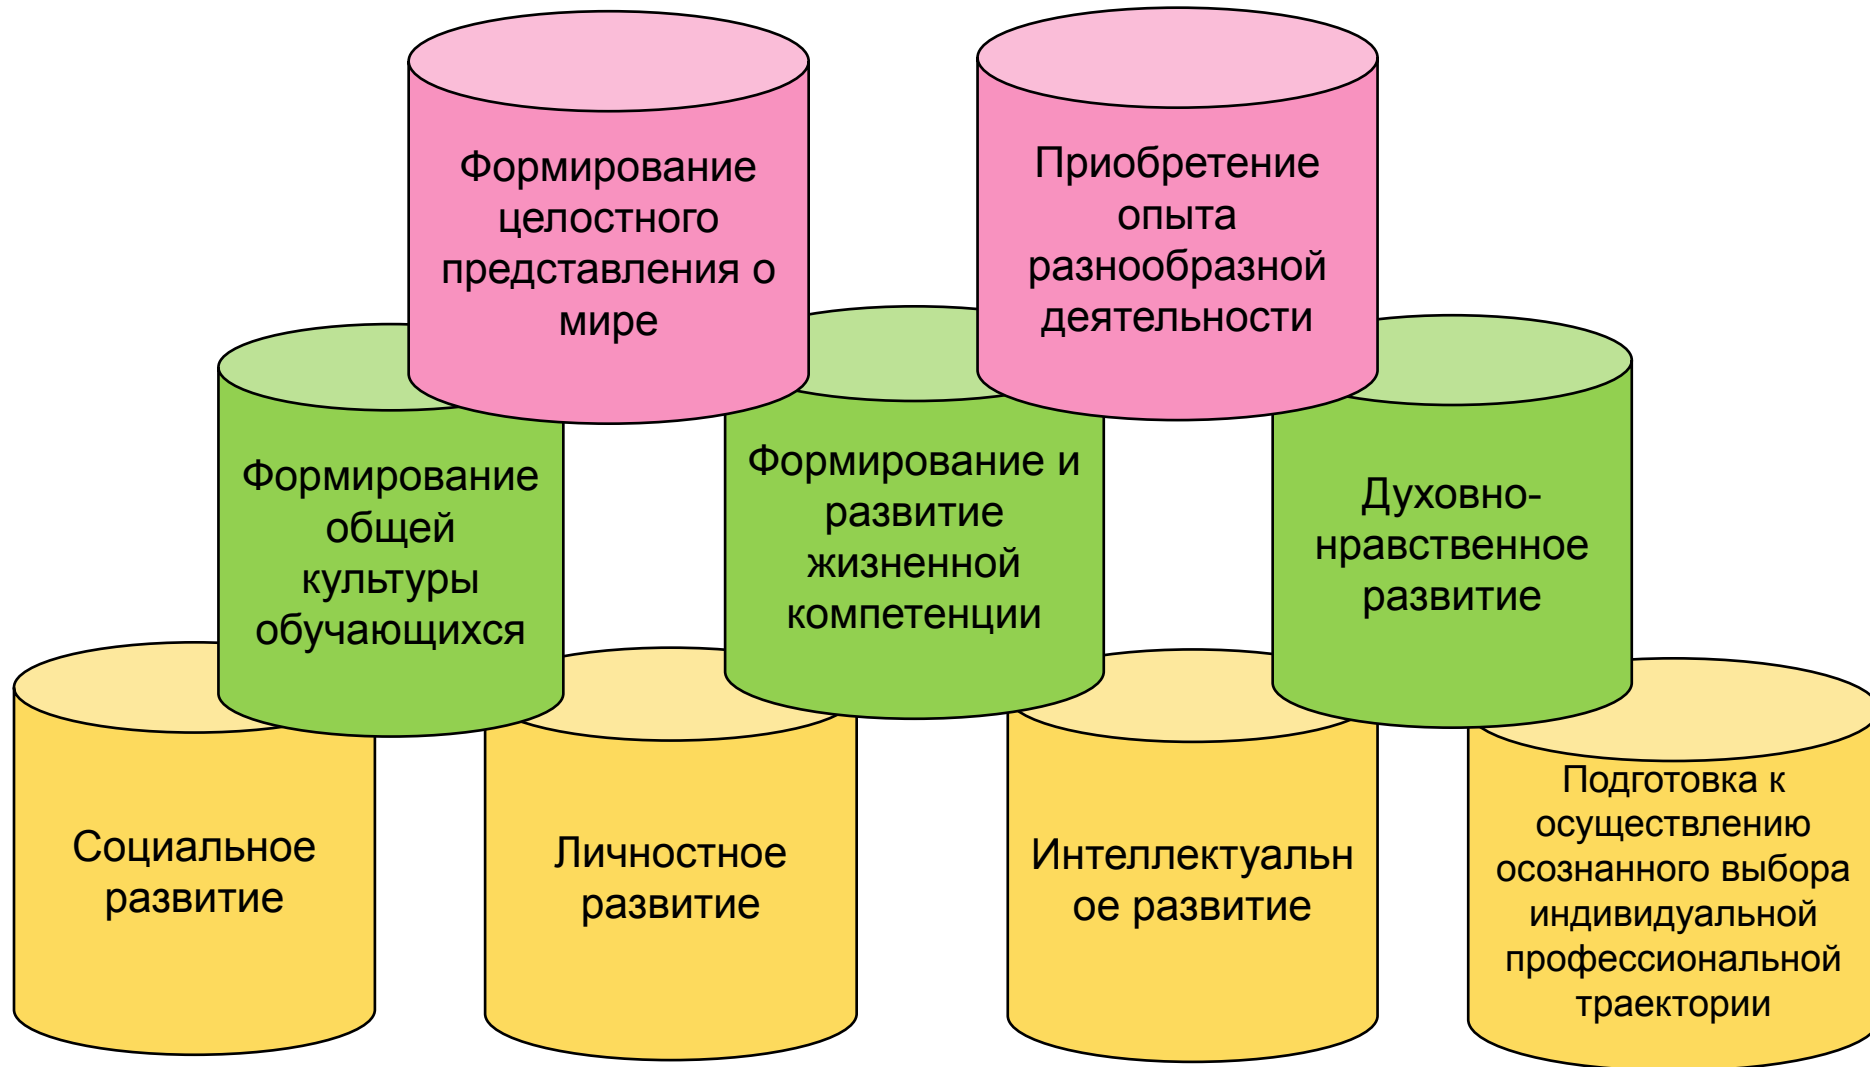 Формирование
целостного
представления о
мире
Приобретение
опыта
разнообразной
деятельности
Формирование
общей
культуры
обучающихся
Формирование и
развитие
жизненной
компетенции
Духовно-
нравственное
развитие
Социальное
развитие
Личностное
развитие
Интеллектуальн
ое развитие
Подготовка к
осуществлению
осознанного выбора
индивидуальной
профессиональной
траектории